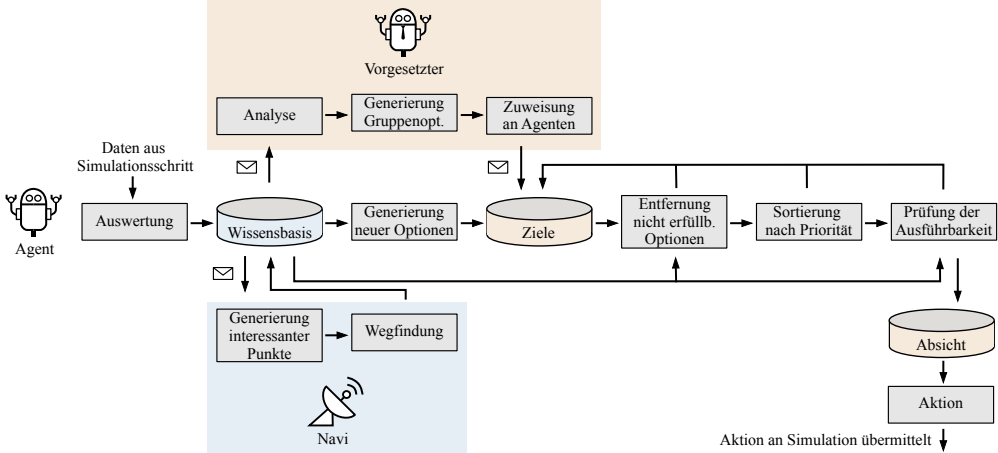 Vorgesetzter
Analyse
Generierung
Gruppenopt.
Zuweisung
an Agenten
Daten aus
Simulationsschritt
Agent
Auswertung
Wissensbasis
Generierung
neuer Optionen
Ziele
Entfernung
nicht erfüllb.
Optionen
Sortierung
nach Priorität
Prüfung der
Ausführbarkeit
Generierung
interessanter
Punkte
Wegfindung
Navi
Absicht
Aktion
Aktion an Simulation übermittelt